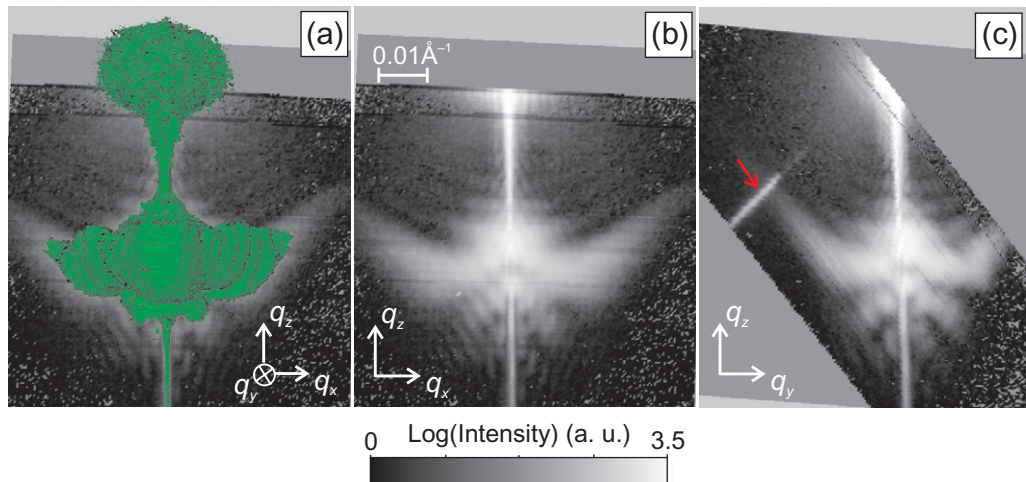 (a)
(b)
(c)
0.01Å⁻¹
q_z
q_y
q_x
q_z
q_x
q_z
q_y
0
Log(Intensity) (a. u.)
3.5